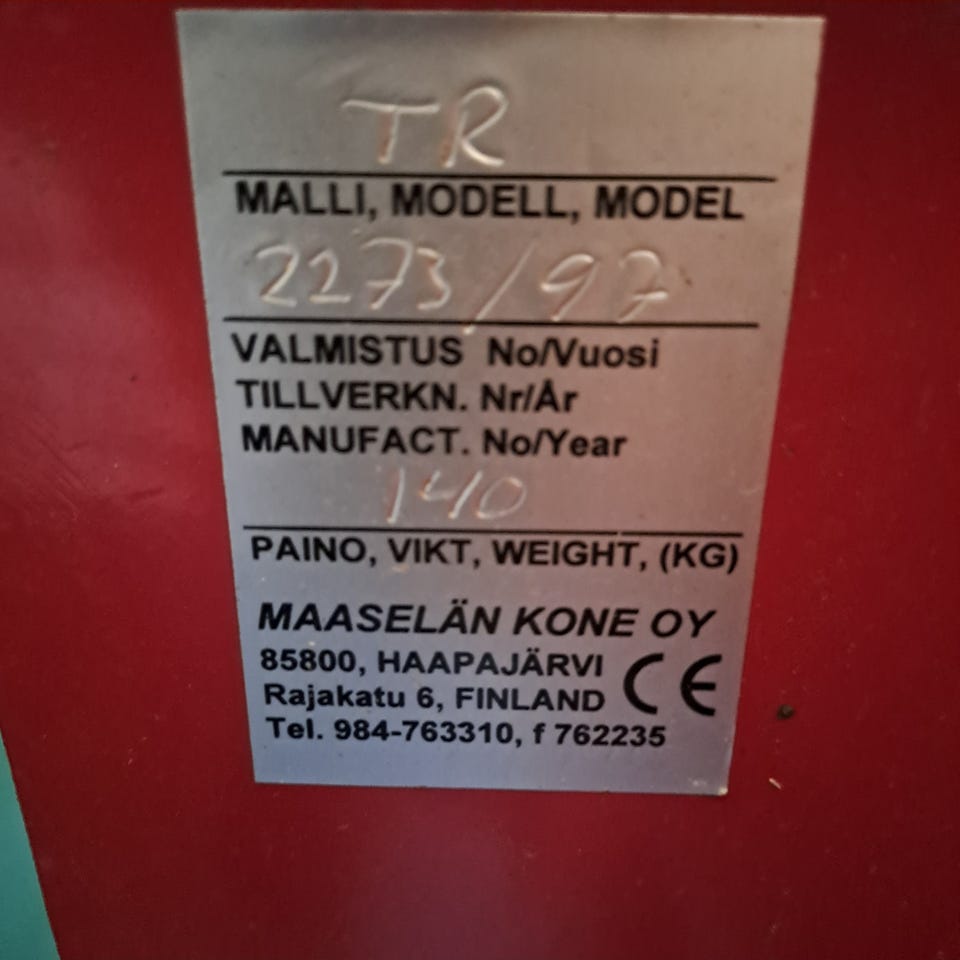 TR
MALLI, MODELL, MODEL
2273/97
VALMISTUS No/Vuosi
TILLVERKN. Nr/År
MANUFACT. No/Year
140
PAINO, VIKT, WEIGHT, (KG)
MAASELÄN KONE OY
85800, HAAPAJÄRVI
Rajakatu 6, FINLAND CE
Tel. 984-763310, f 762235